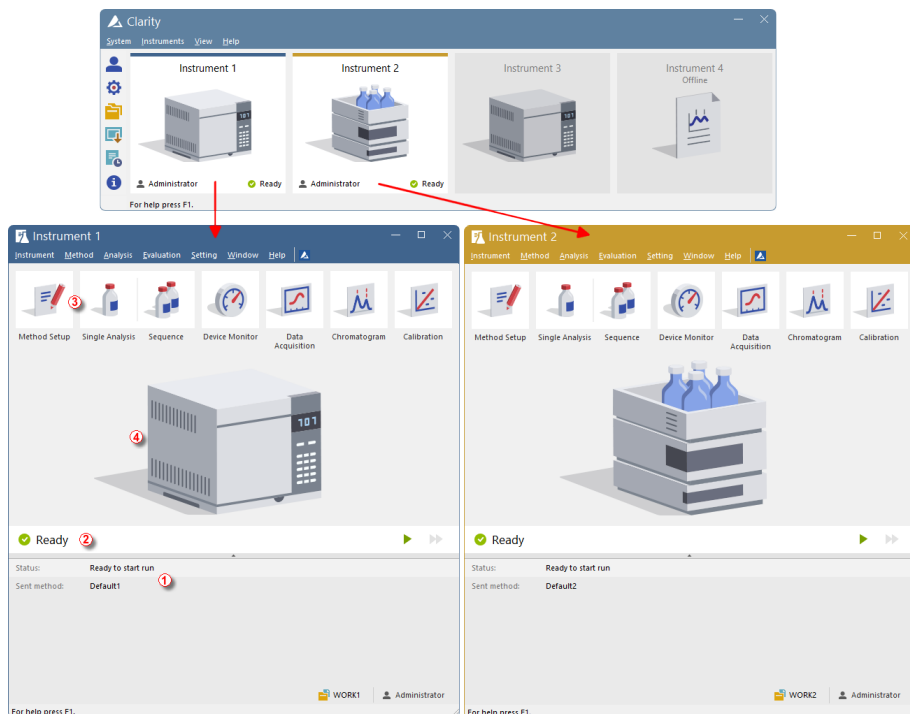 Clarity
System Instruments View Help
Instrument 1
Instrument 2
Instrument 3
Instrument 4
Offline
107
107
Administrator
Ready
Administrator
Ready
For help press F1.
Instrument 1
Instrument Method Analysis Evaluation Setting Window Help
3
Method Setup
Single Analysis
Sequence
Device Monitor
Data
Acquisition
Chromatogram
Calibration
107
4
Ready
2
Status: Ready to start run
1
Sent method: Default1
WORK1
Administrator
For help press F1.
Instrument 2
Instrument Method Analysis Evaluation Setting Window Help
Method Setup
Single Analysis
Sequence
Device Monitor
Data
Acquisition
Chromatogram
Calibration
Ready
Status: Ready to start run
Sent method: Default2
WORK2
Administrator
For help press F1.